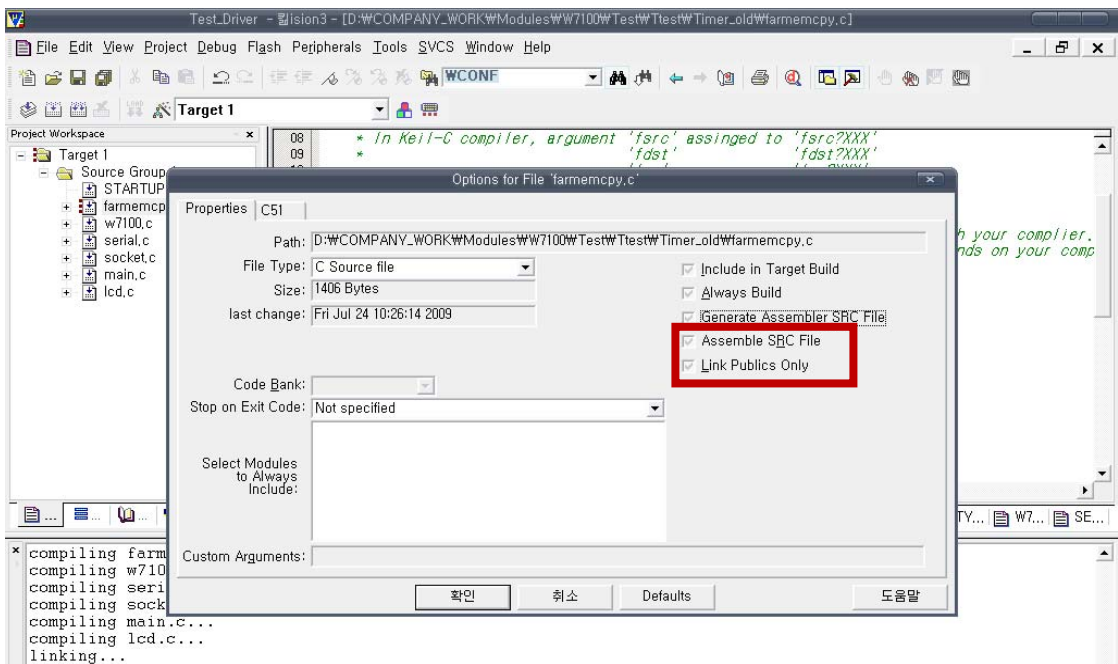 Test_Driver - 킬ision3 - [D:₩COMPANY_WORK₩Modules₩W7100₩Test₩Ttest₩Timer_old₩farmemcpy.c]
File Edit View Project Debug Flash Peripherals Tools SVCS Window Help
₩CONF
Target 1
Project Workspace
Target 1
Source Group
STARTUP
farmemcp
w7100.c
serial.c
socket.c
main.c
lcd.c
08 * In Keil-C compiler, argument 'fsrc' assinged to 'fsrc?XXX'
09 * 'fdst' 'fdst?XXX'
h your complier.
nds on your comp
Options for File 'farmemcpy.c'
Properties C51
Path: D:₩COMPANY_WORK₩Modules₩W7100₩Test₩Ttest₩Timer_old₩farmemcpy.c
File Type: C Source file
Size: 1406 Bytes
last change: Fri Jul 24 10:26:14 2009
Include in Target Build
Always Build
Generate Assembler SRC File
Assemble SRC File
Link Publics Only
Code Bank:
Stop on Exit Code: Not specified
Select Modules
to Always
Include:
Custom Arguments:
확인 취소 Defaults 도움말
TY... W7... SE...
compiling farm
compiling w710
compiling seri
compiling sock
compiling main.c...
compiling lcd.c...
linking...